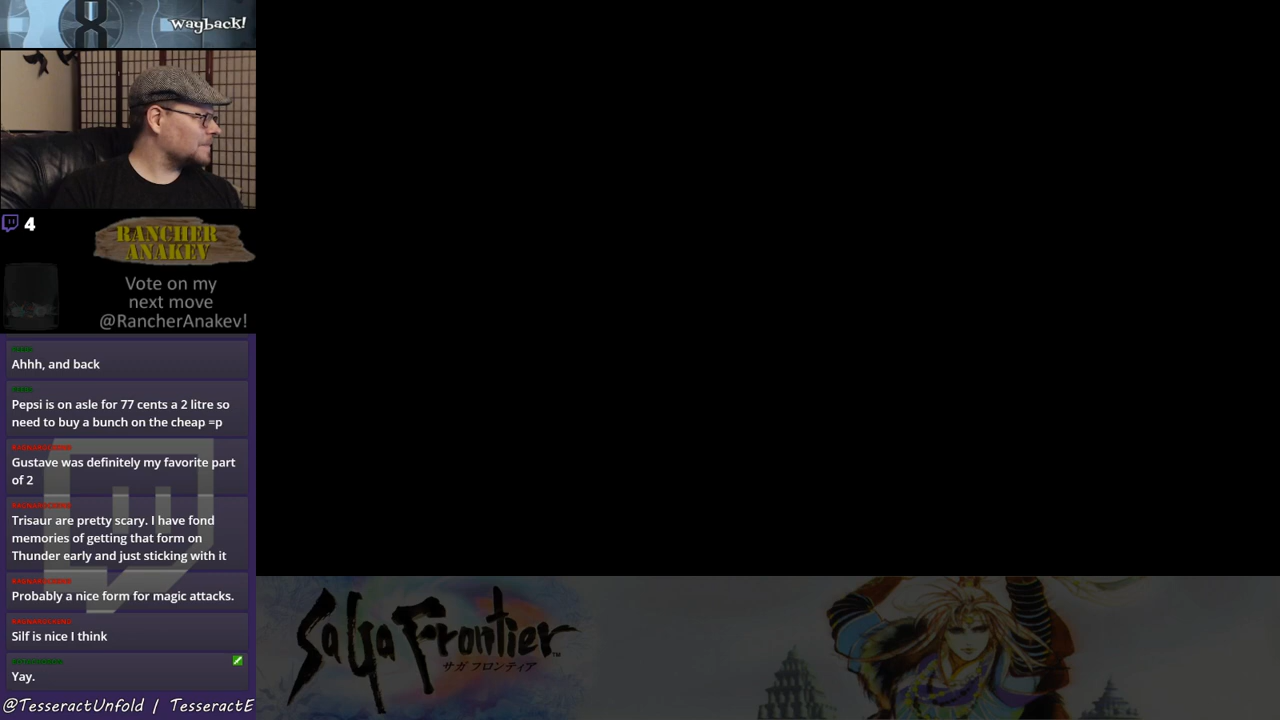 wayback!
4
RANCHER
ANAKEV
Vote on my
next move
@RancherAnakev!
Ahhh, and back
Pepsi is on asle for 77 cents a 2 litre so
need to buy a bunch on the cheap =p
Gustave was definitely my favorite part
of 2
Trisaur are pretty scary. I have fond
memories of getting that form on
Thunder early and just sticking with it
Probably a nice form for magic attacks.
Silf is nice I think
Yay.
@TesseractUnfold / TesseractE
SaGa Frontier
サガ フロンティア